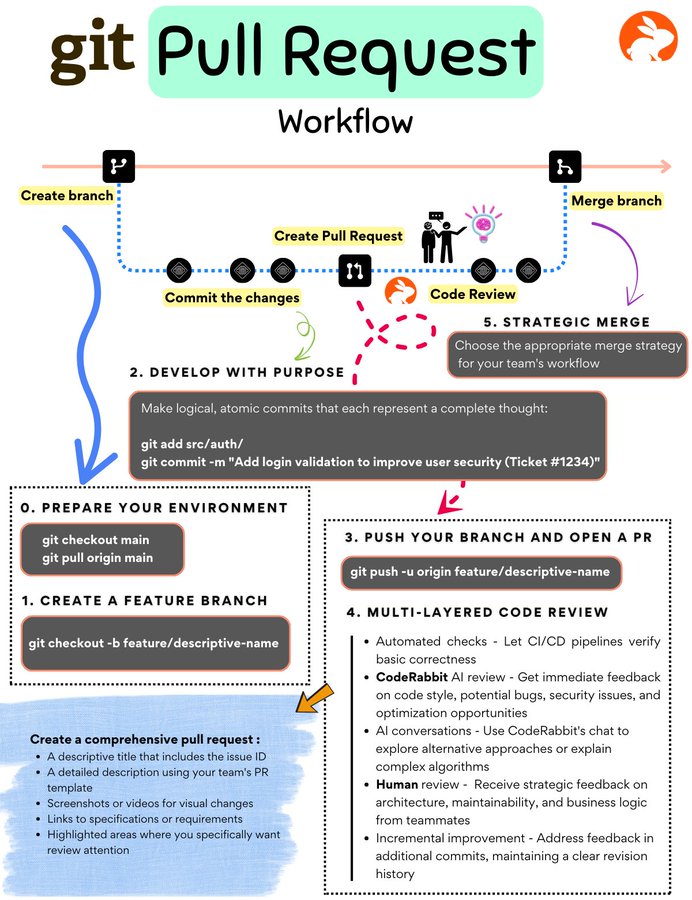 git Pull Request
Workflow
Create branch
Merge branch
Create Pull Request
Commit the changes
Code Review
5. STRATEGIC MERGE
Choose the appropriate merge strategy
for your team's workflow
2. DEVELOP WITH PURPOSE
Make logical, atomic commits that each represent a complete thought:
git add src/auth/
git commit -m "Add login validation to improve user security (Ticket #1234)"
0. PREPARE YOUR ENVIRONMENT
git checkout main
git pull origin main
1. CREATE A FEATURE BRANCH
git checkout -b feature/descriptive-name
3. PUSH YOUR BRANCH AND OPEN A PR
git push -u origin feature/descriptive-name
4. MULTI-LAYERED CODE REVIEW
• Automated checks - Let CI/CD pipelines verify
basic correctness
• CodeRabbit AI review - Get immediate feedback
on code style, potential bugs, security issues, and
optimization opportunities
• AI conversations - Use CodeRabbit's chat to
explore alternative approaches or explain
complex algorithms
• Human review - Receive strategic feedback on
architecture, maintainability, and business logic
from teammates
• Incremental improvement - Address feedback in
additional commits, maintaining a clear revision
history
Create a comprehensive pull request :
• A descriptive title that includes the issue ID
• A detailed description using your team's PR
template
• Screenshots or videos for visual changes
• Links to specifications or requirements
• Highlighted areas where you specifically want
review attention